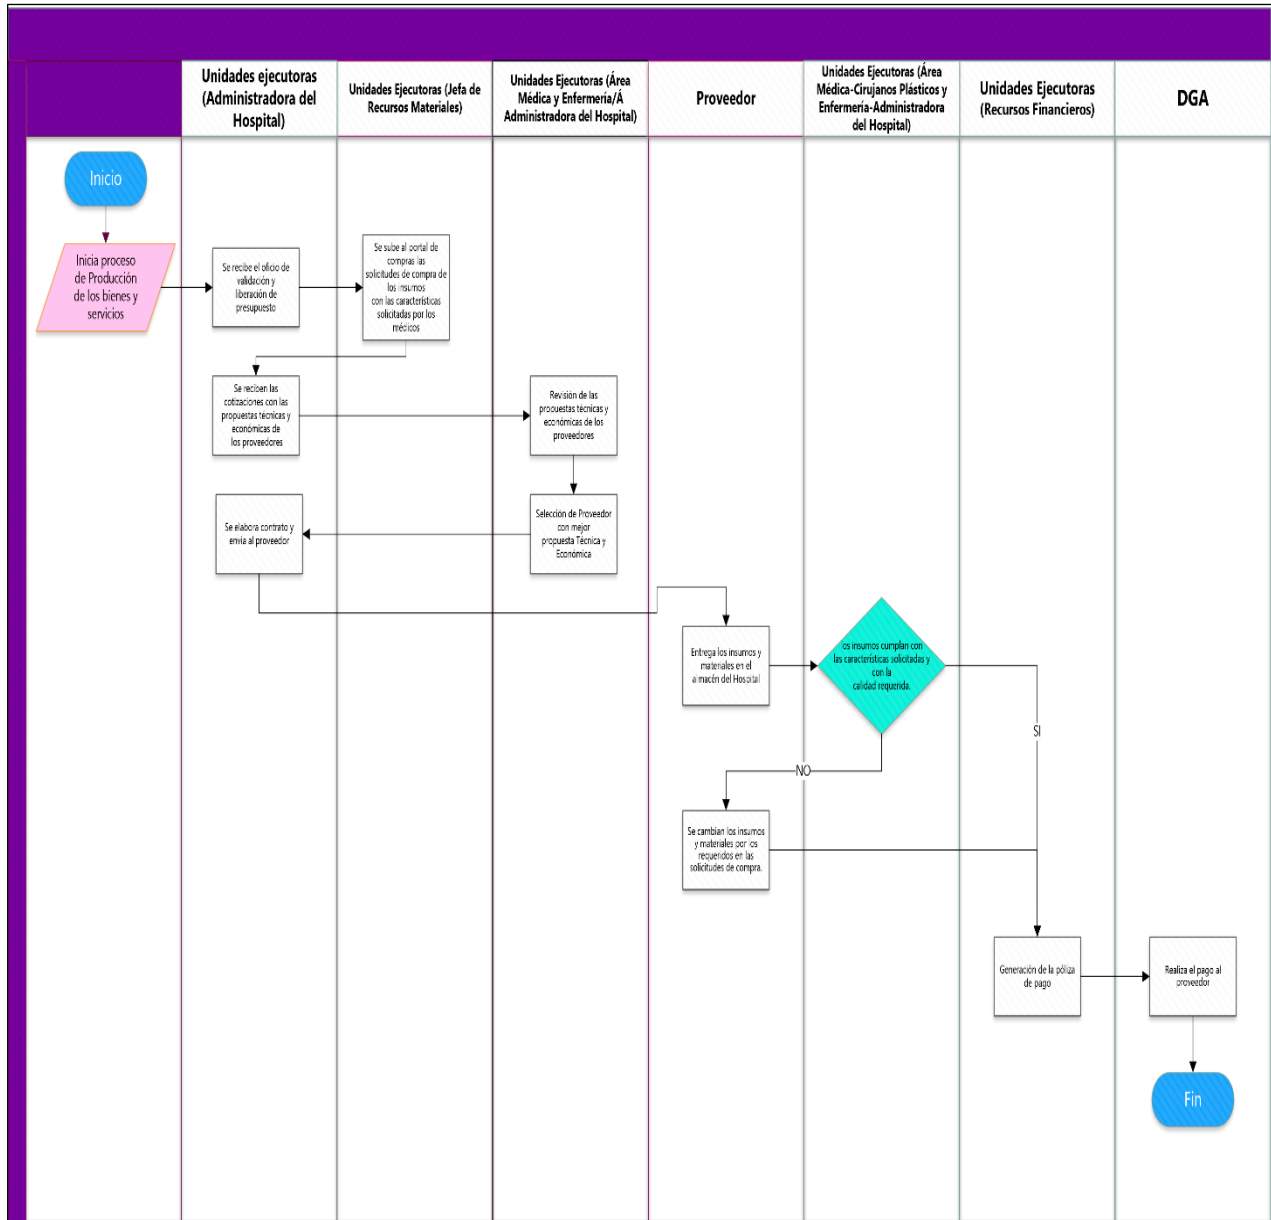 Unidades ejecutoras
(Administradora del
Hospital)
Unidades Ejecutoras (Jefa de
Recursos Materiales)
Unidades Ejecutoras (Área
Médica y Enfermería/Á
Administradora del Hospital)
Proveedor
Unidades Ejecutoras (Área
Médica-Cirujanos Plásticos y
Enfermería-Administradora
del Hospital)
Unidades Ejecutoras
(Recursos Financieros)
DGA
Inicio
Inicia proceso
de Producción
de los bienes y
servicios
Se recibe el oficio de
validación y
liberación de
presupuesto
Se sube al portal de
compras las
solicitudes de compra de
los insumos
con las características
solicitadas por los
médicos
Se reciben las
cotizaciones con las
propuestas técnicas y
económicas de
los proveedores
Revisión de las
propuestas técnicas y
económicas de los
proveedores
Se elabora contrato y
envia al proveedor
Selección de Proveedor
con mejor
propuesta Técnica y
Económica
Entrega los insumos y
materiales en el
almacén del Hospital
os insumos cumplan con
las características solicitadas y
con la
calidad requerida.
SI
NO
Se cambian los insumos
y materiales por los
requeridos en las
solicitudes de compra.
Generación de la póliza
de pago
Realiza el pago al
proveedor
Fin